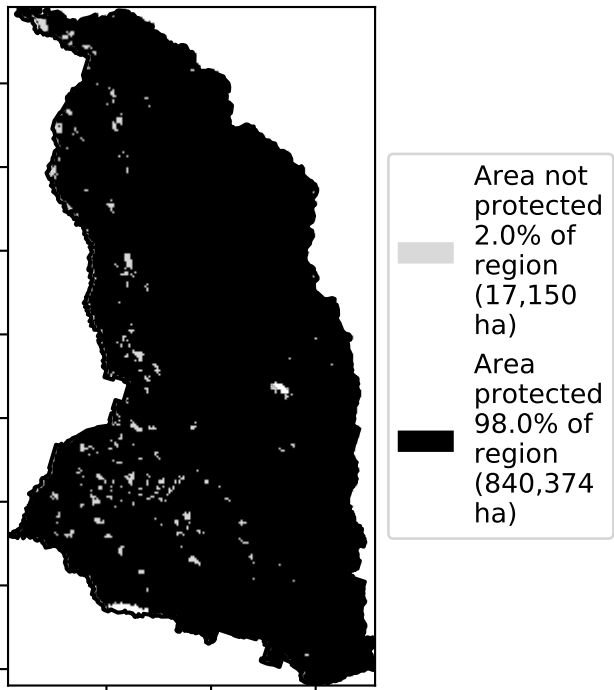 Area not
protected
2.0% of
region
(17,150
ha)
Area
protected
98.0% of
region
(840,374
ha)